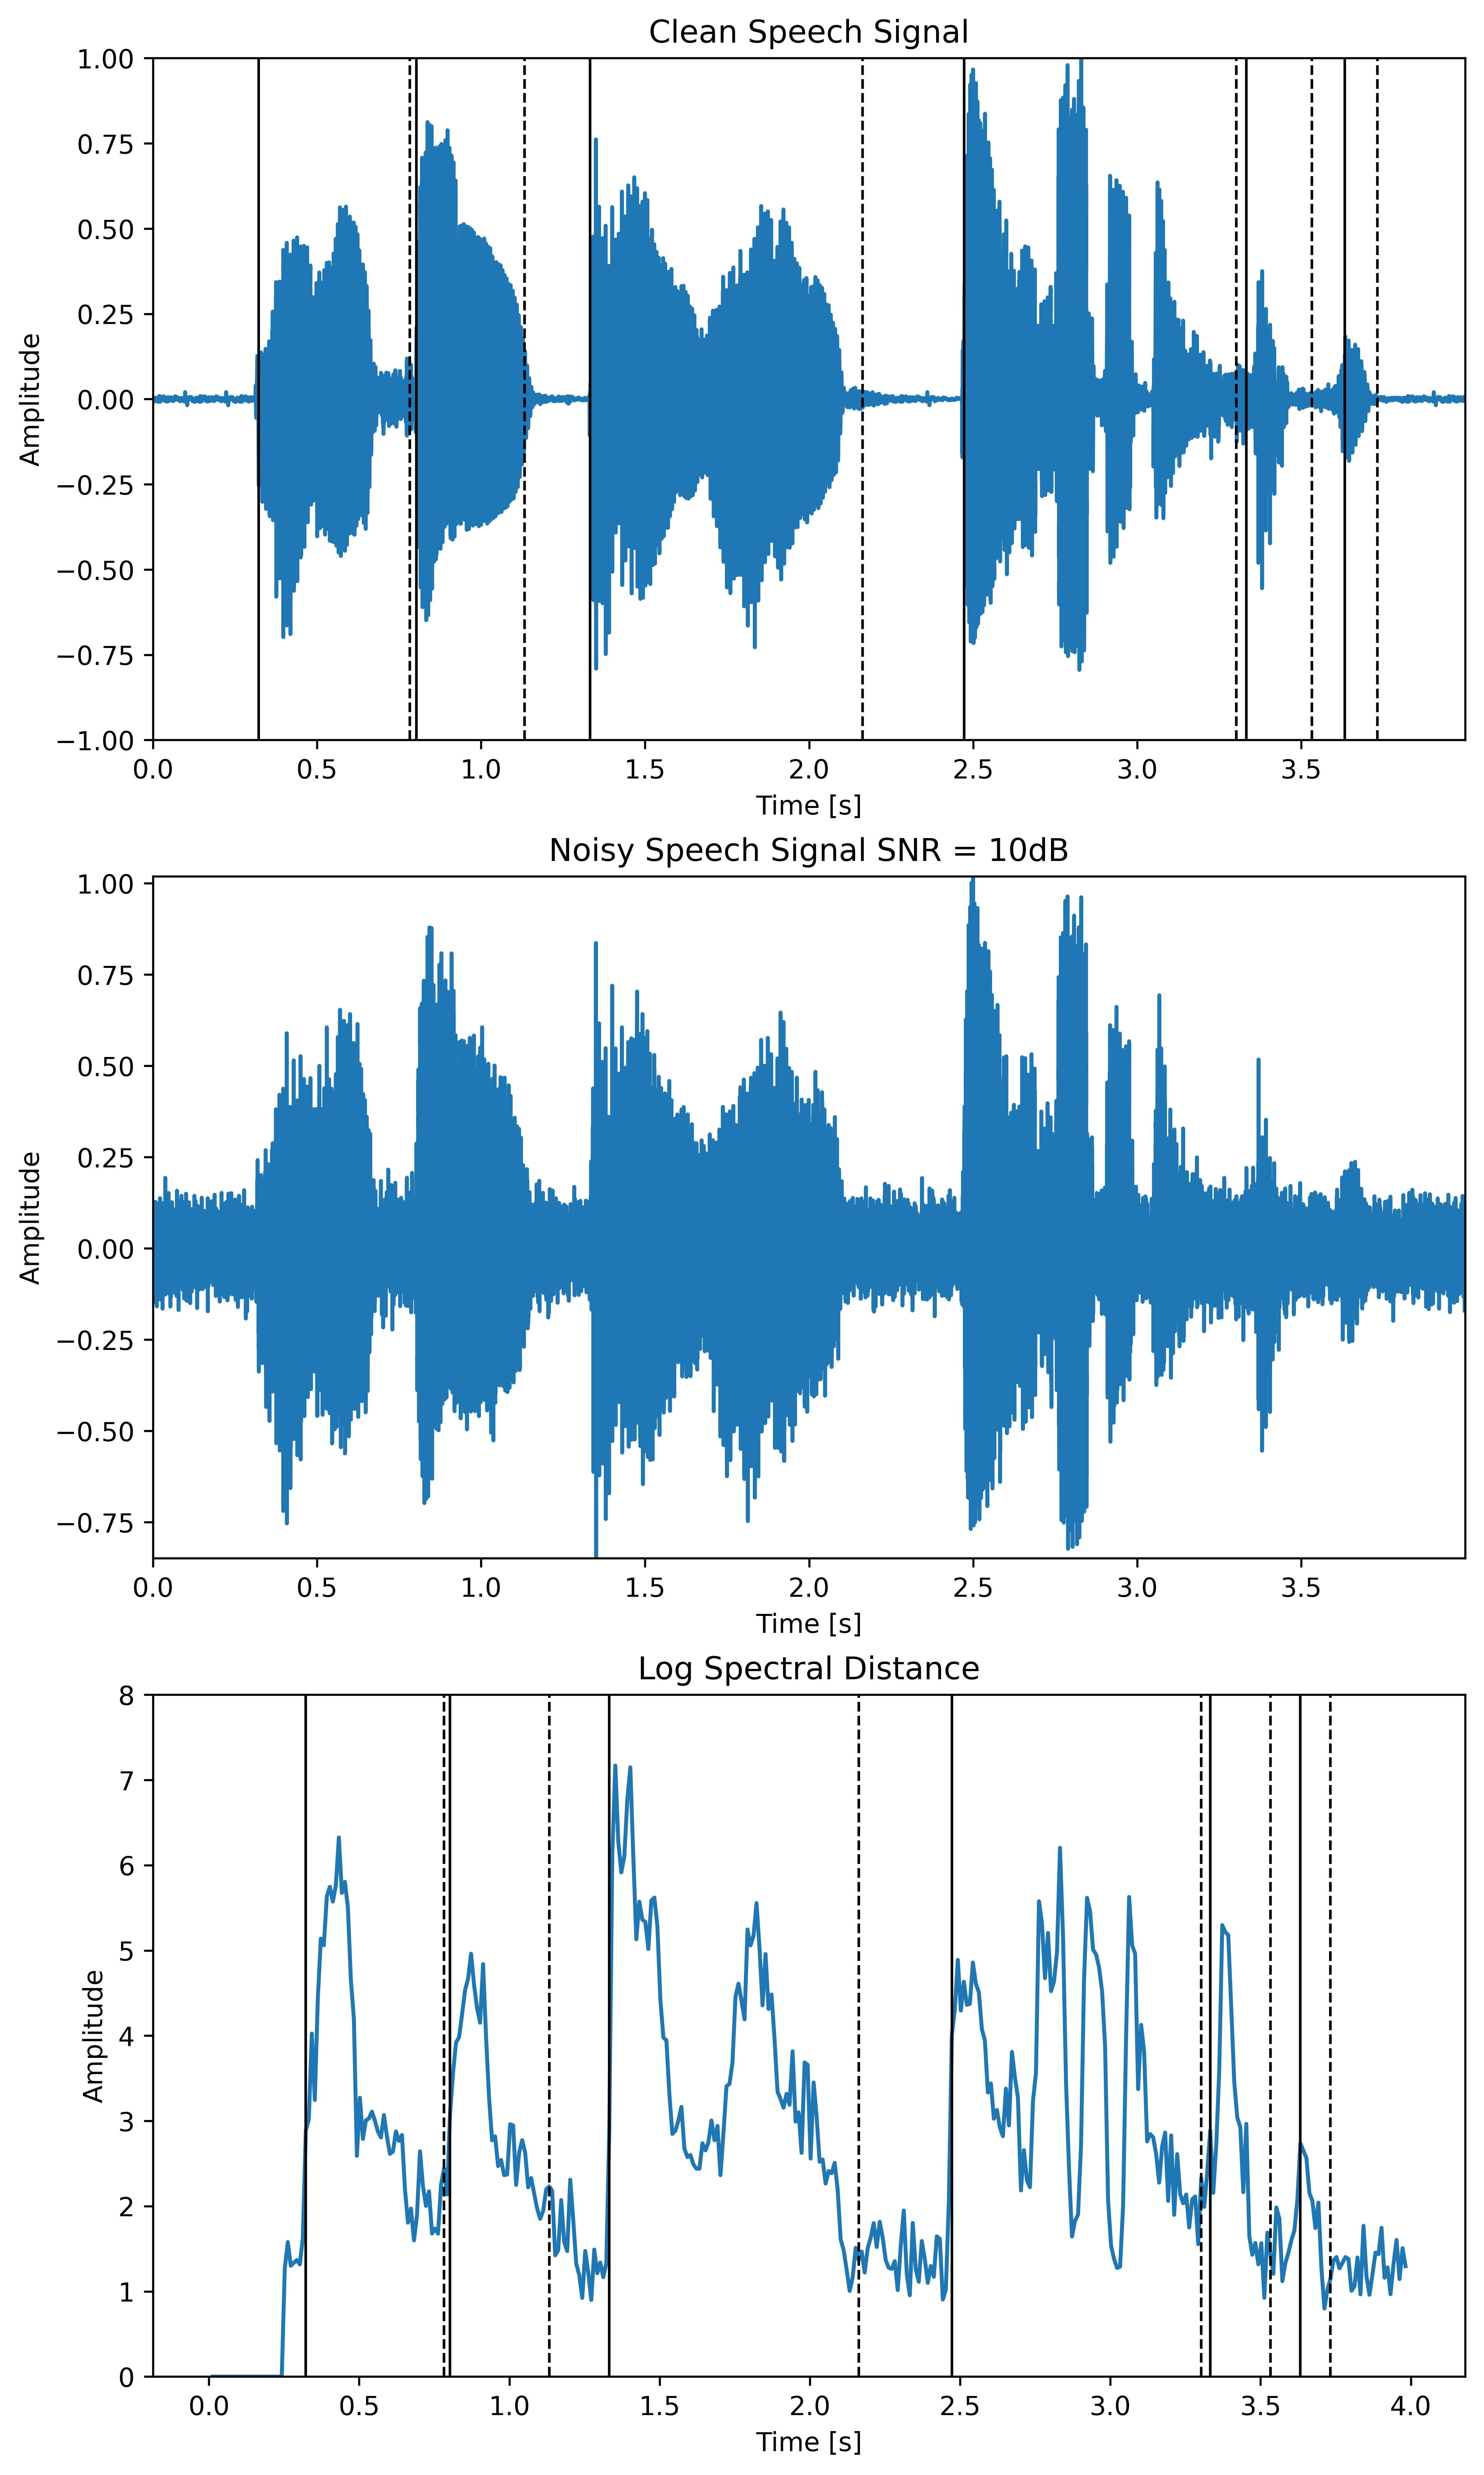 Clean Speech Signal
1.00
0.75
0.50
0.25
0.00
−0.25
−0.50
−0.75
−1.00
Amplitude
0.0 0.5 1.0 1.5 2.0 2.5 3.0 3.5
Time [s]
Noisy Speech Signal SNR = 10dB
1.00
0.75
0.50
0.25
0.00
−0.25
−0.50
−0.75
Amplitude
0.0 0.5 1.0 1.5 2.0 2.5 3.0 3.5
Time [s]
Log Spectral Distance
8
7
6
5
4
3
2
1
0
Amplitude
0.0 0.5 1.0 1.5 2.0 2.5 3.0 3.5 4.0
Time [s]